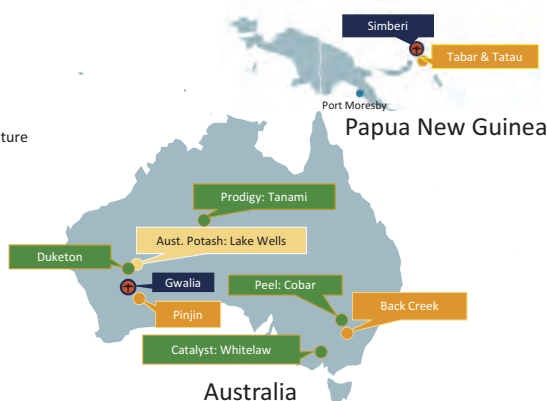 Simberi
Tabar & Tatau
Port Moresby
Papua New Guinea
ture
Prodigy: Tanami
Aust. Potash: Lake Wells
Duketon
Gwalia
Peel: Cobar
Back Creek
Pinjin
Catalyst: Whitelaw
Australia